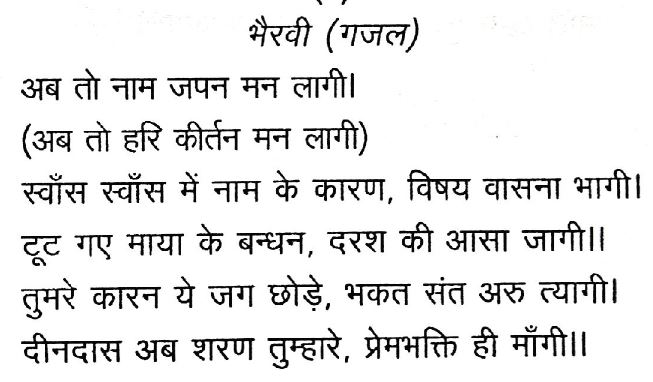 भैरवी (गजल)
अब तो नाम जपन मन लागी।
(अब तो हरि कीर्तन मन लागी)
स्वाँस स्वाँस में नाम के कारण, विषय वासना भागी।
टूट गए माया के बन्धन, दरश की आसा जागी।।
तुमरे कारन ये जग छोड़े, भकत संत अरु त्यागी।
दीनदास अब शरण तुम्हारे, प्रेमभक्ति ही माँगी।।